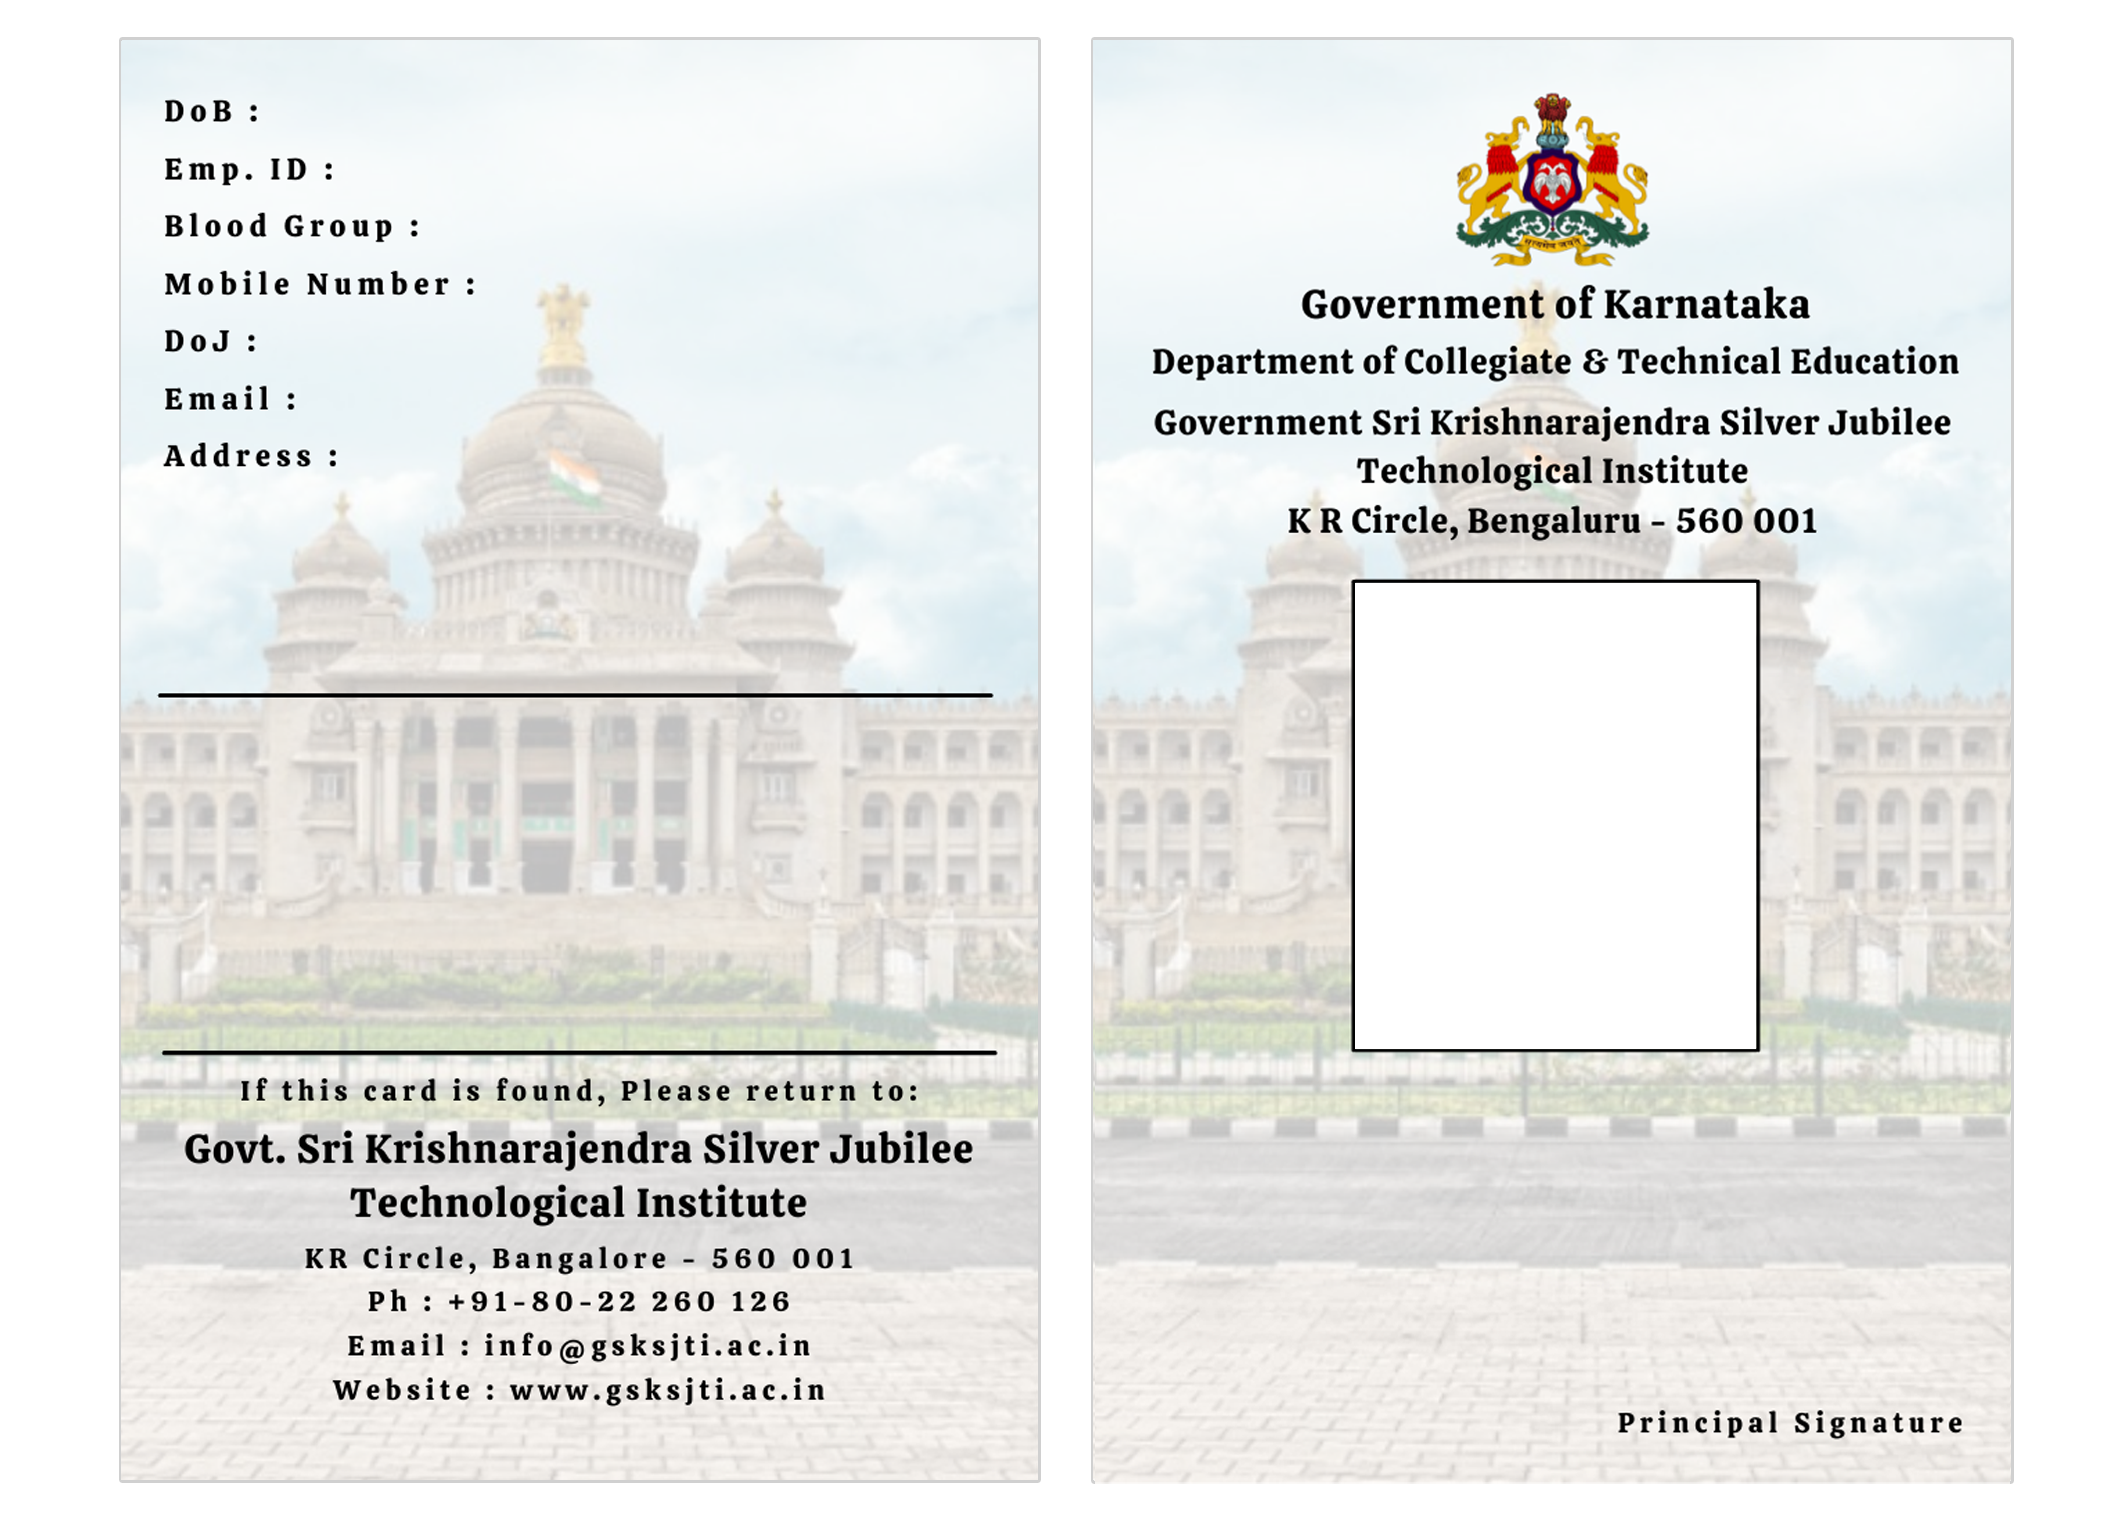 DoB :
Emp. ID :
Blood Group :
Mobile Number :
DoJ :
Email :
Address :
If this card is found, Please return to:
Govt. Sri Krishnarajendra Silver Jubilee
Technological Institute
KR Circle, Bangalore - 560 001
Ph : +91-80-22 260 126
Email : info@gsksjti.ac.in
Website : www.gsksjti.ac.in
सत्यमेव जयते
Government of Karnataka
Department of Collegiate & Technical Education
Government Sri Krishnarajendra Silver Jubilee
Technological Institute
K R Circle, Bengaluru - 560 001
Principal Signature